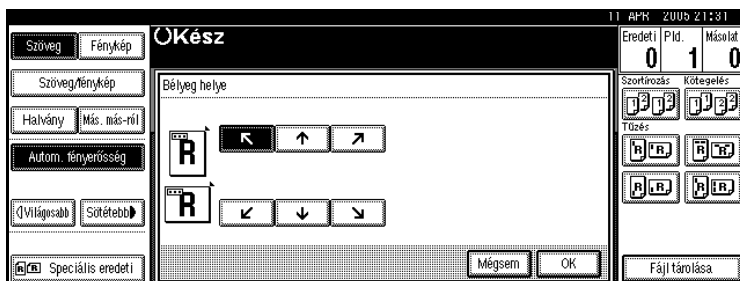 11 APR 2005 21:31
Szöveg Fénykép
Szöveg/fénykép
Halvány Más. más-ról
Autom. fényerősség
Világosabb Sötétebb
Speciális eredeti
Kész
Bélyeg helye
R
R
Mégsem OK
Eredeti Pld. Másolat
0 1 0
Szortírozás Kötegelés
Tűzés
Fájl tárolása